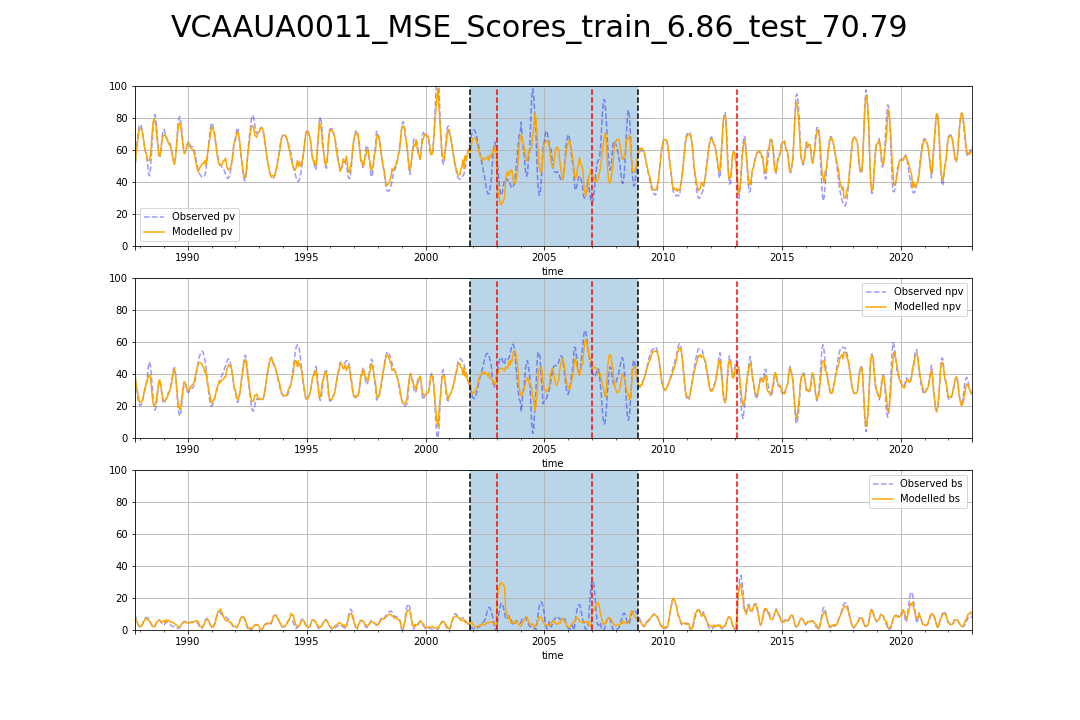 VCAAUA0011_MSE_Scores_train_6.86_test_70.79
100
80
60
40
20
0
Observed pv
Modelled pv
1990 1995 2000 2005 2010 2015 2020
time
100
80
60
40
20
0
Observed npv
Modelled npv
1990 1995 2000 2005 2010 2015 2020
time
100
80
60
40
20
0
Observed bs
Modelled bs
1990 1995 2000 2005 2010 2015 2020
time